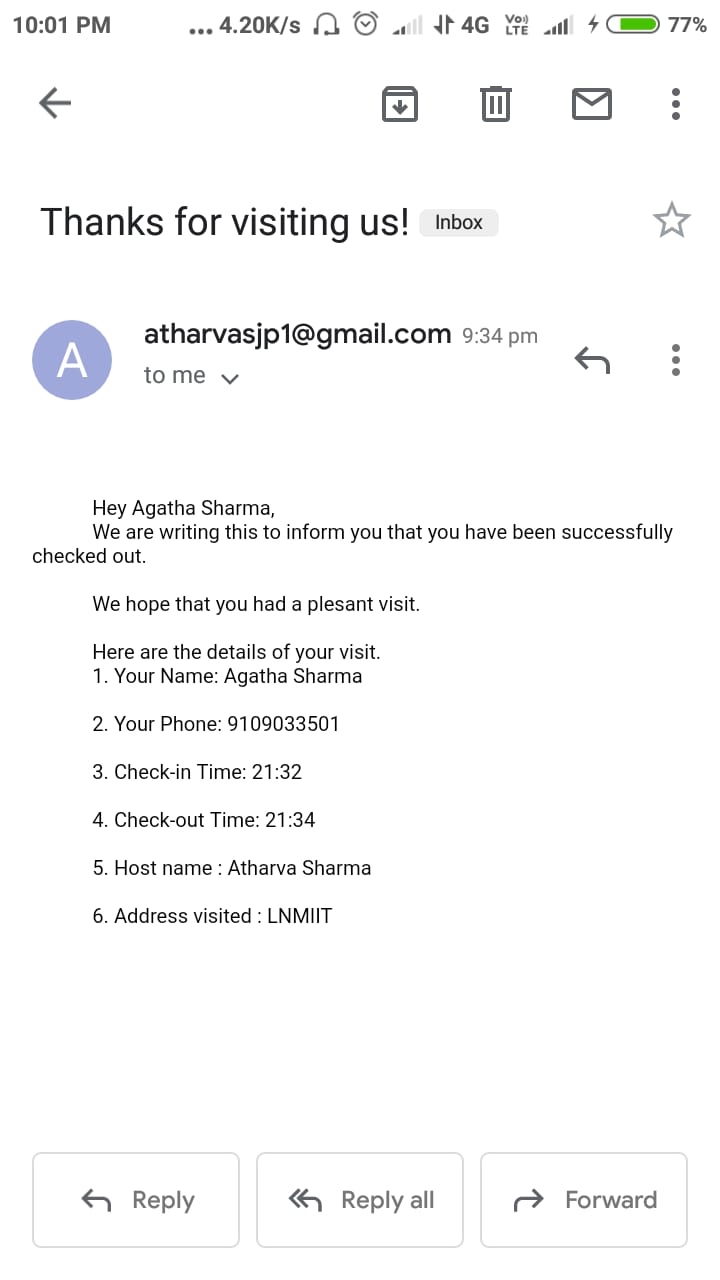 10:01 PM ... 4.20K/s 4G Vo)) LTE 77%
Thanks for visiting us! Inbox
A
atharvasjp1@gmail.com 9:34 pm
to me
Hey Agatha Sharma,
We are writing this to inform you that you have been successfully
checked out.
We hope that you had a plesant visit.
Here are the details of your visit.
1. Your Name: Agatha Sharma
2. Your Phone: 9109033501
3. Check-in Time: 21:32
4. Check-out Time: 21:34
5. Host name : Atharva Sharma
6. Address visited : LNMIIT
Reply Reply all Forward